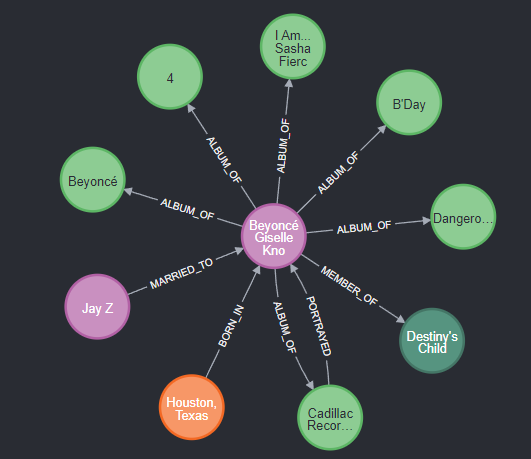 I Am...
Sasha
Fierc
4
B'Day
ALBUM_OF
ALBUM_OF
ALBUM_OF
Beyoncé
ALBUM_OF
Dangero...
ALBUM_OF
Beyoncé
Giselle
Kno
MARRIED_TO
MEMBER_OF
Jay Z
BORN_IN
ALBUM_OF
PORTRAYED
Destiny's
Child
Houston,
Texas
Cadillac
Recor...